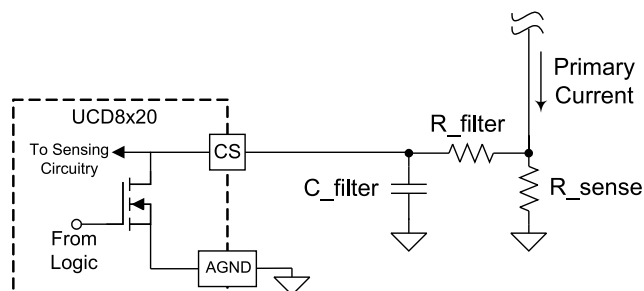 Primary
Current
UCD8x20
R_filter
To Sensing
Circuitry
CS
C_filter
R_sense
From
Logic
AGND